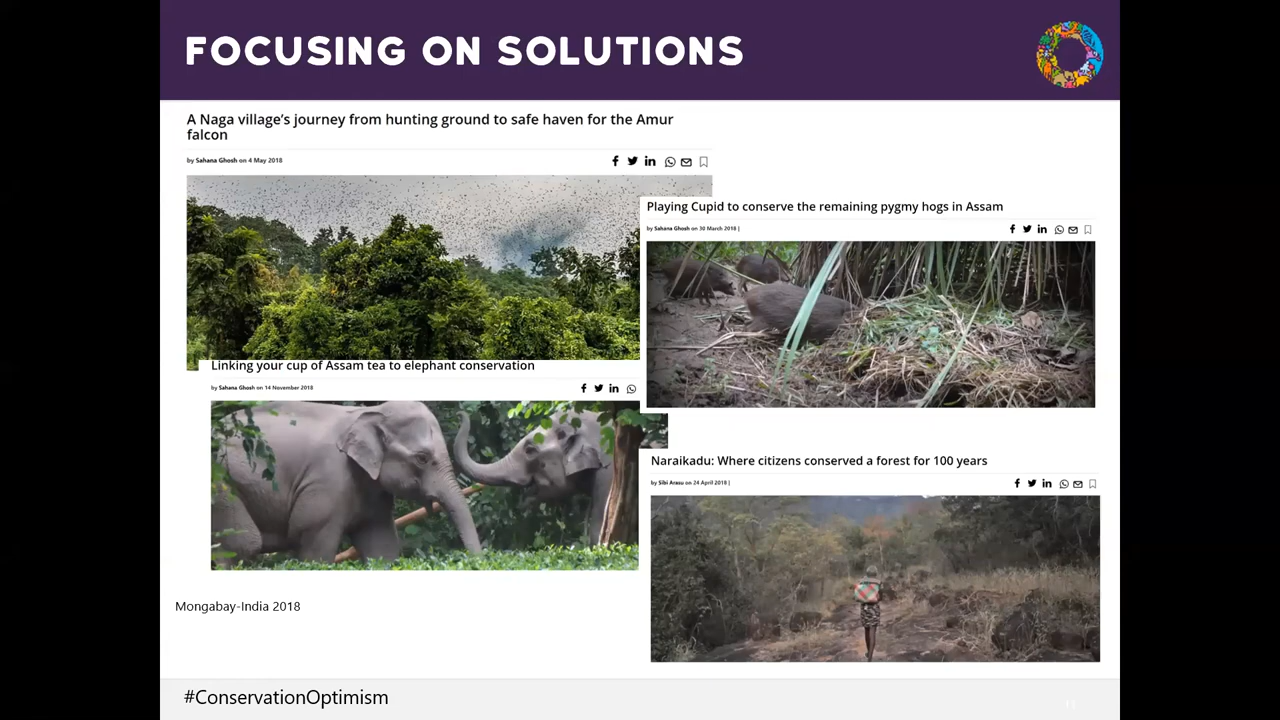 FOCUSING ON SOLUTIONS
A Naga village's journey from hunting ground to safe haven for the Amur
falcon
by Sahana Ghosh on 4 May 2018
Playing Cupid to conserve the remaining pygmy hogs in Assam
by Sahana Ghosh on 30 March 2018 |
Linking your cup of Assam tea to elephant conservation
by Sahana Ghosh on 14 November 2018
Naraikadu: Where citizens conserved a forest for 100 years
by Sibi Arasu on 24 April 2018 |
Mongabay-India 2018
#ConservationOptimism